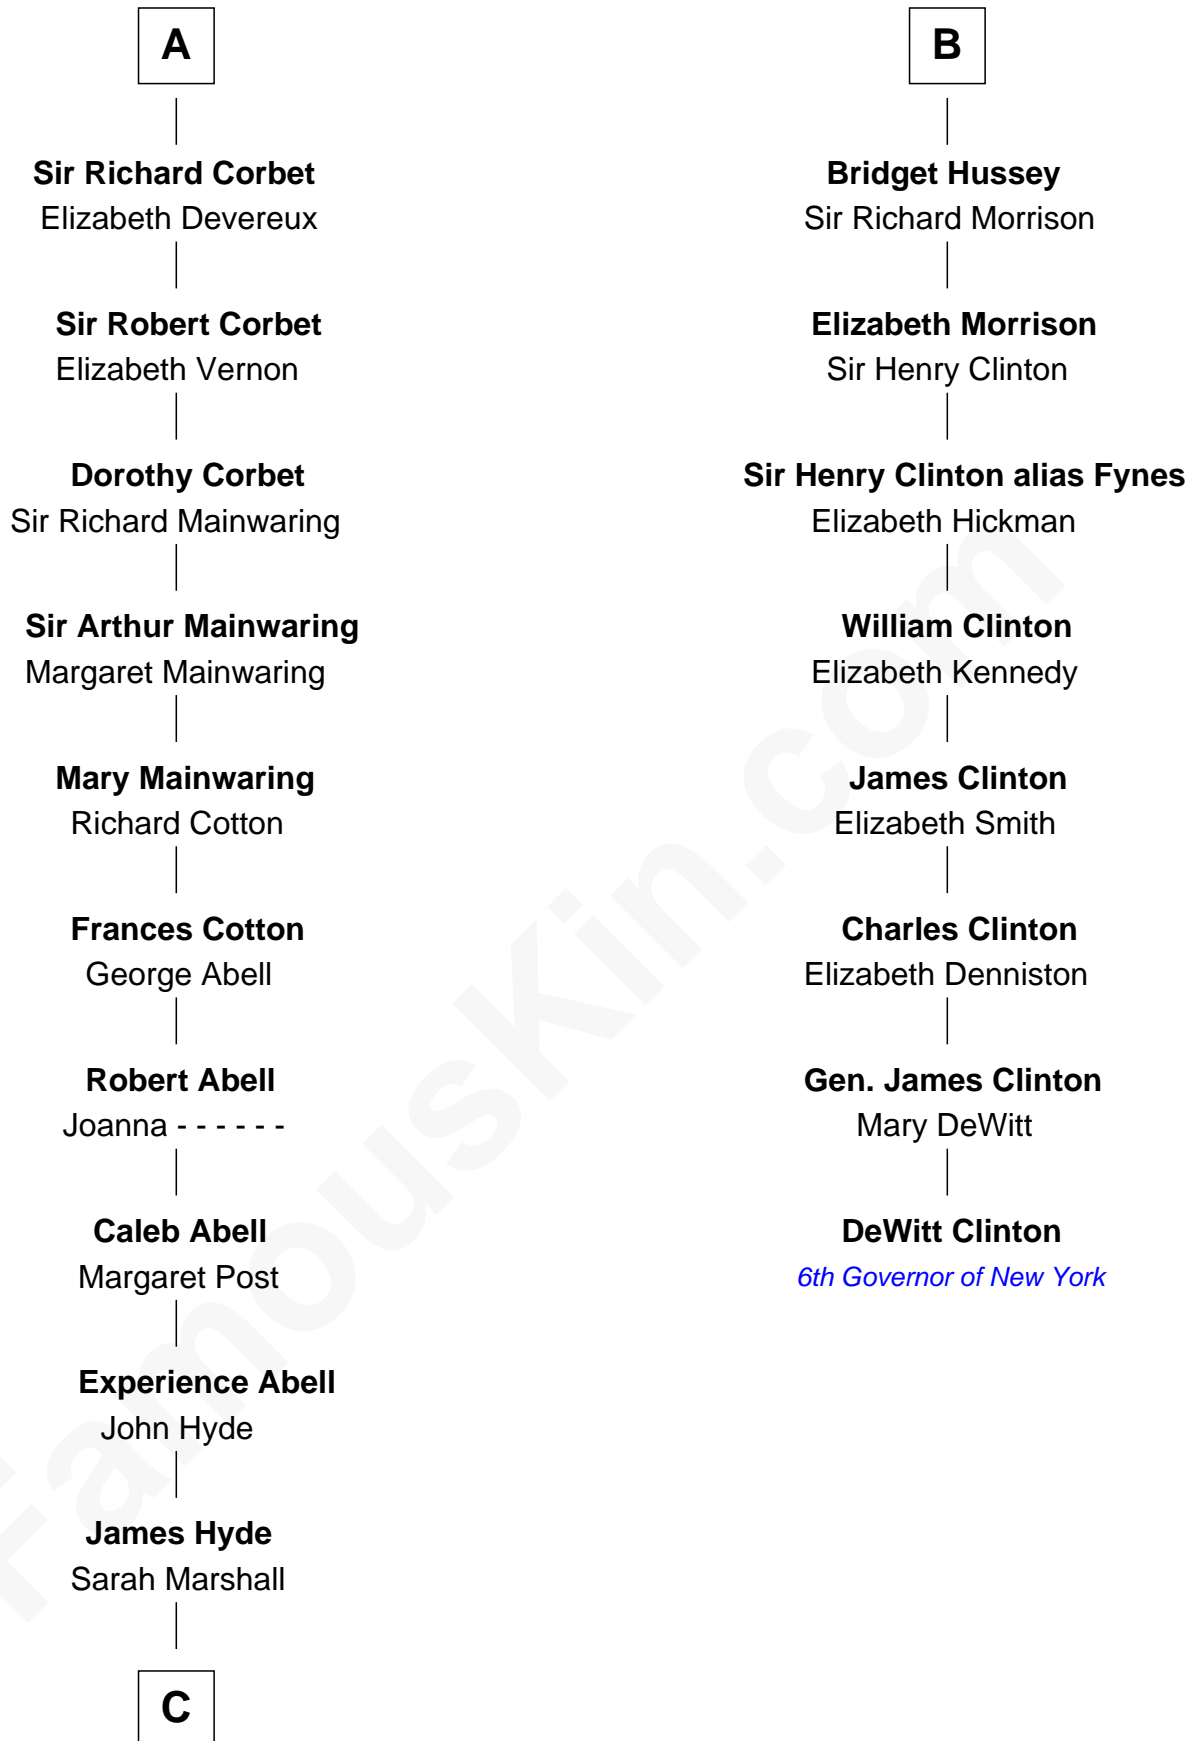 A
Sir Richard Corbet
Elizabeth Devereux
Sir Robert Corbet
Elizabeth Vernon
Dorothy Corbet
Sir Richard Mainwaring
Sir Arthur Mainwaring
Margaret Mainwaring
Mary Mainwaring
Richard Cotton
Frances Cotton
George Abell
Robert Abell
Joanna - - - - - -
Caleb Abell
Margaret Post
Experience Abell
John Hyde
James Hyde
Sarah Marshall
C
B
Bridget Hussey
Sir Richard Morrison
Elizabeth Morrison
Sir Henry Clinton
Sir Henry Clinton alias Fynes
Elizabeth Hickman
William Clinton
Elizabeth Kennedy
James Clinton
Elizabeth Smith
Charles Clinton
Elizabeth Denniston
Gen. James Clinton
Mary DeWitt
DeWitt Clinton
6th Governor of New York
FamousKin.com